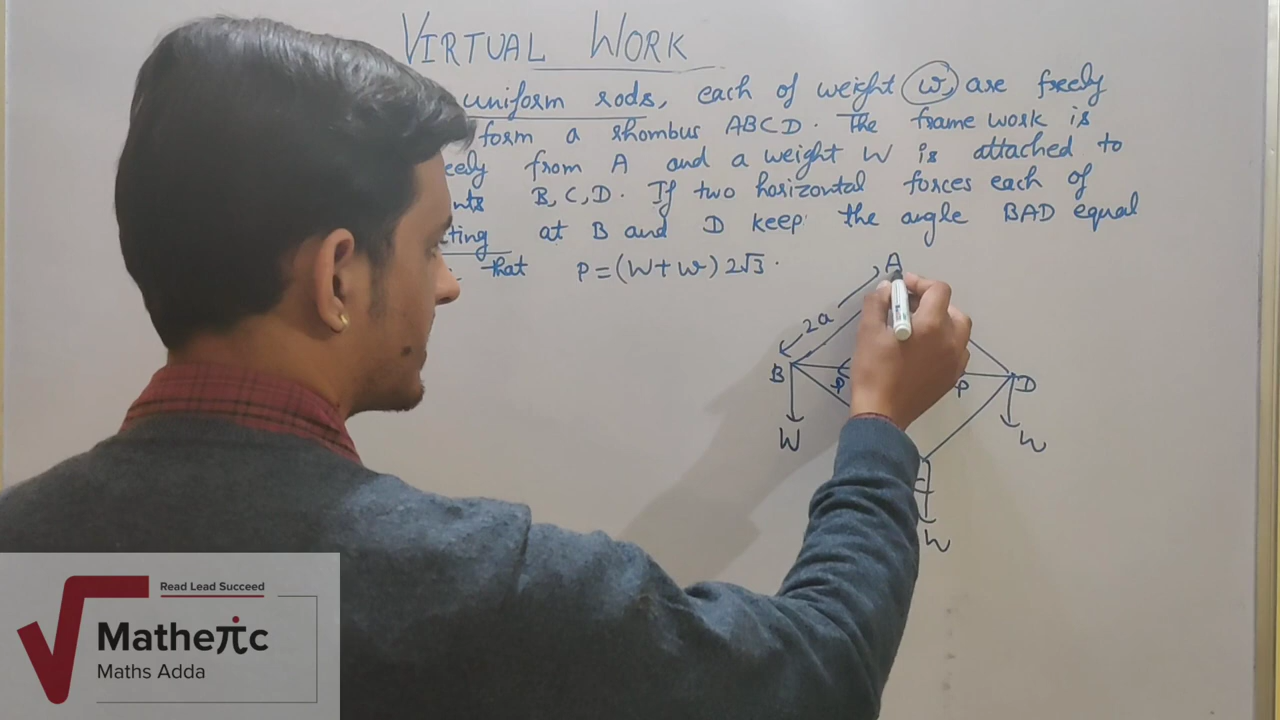 VIRTUAL WORK
uniform rods, each of weight w, are freely
form a rhombus ABCD. The frame work is
from A and a weight W is attached to
B, C, D. If two horizontal forces each of
at B and D keep the angle BAD equal
that P = (W + w) 2√3.
A
2a
B
P
P
D
W
W
C
W
Read Lead Succeed
Matheπc
Maths Adda